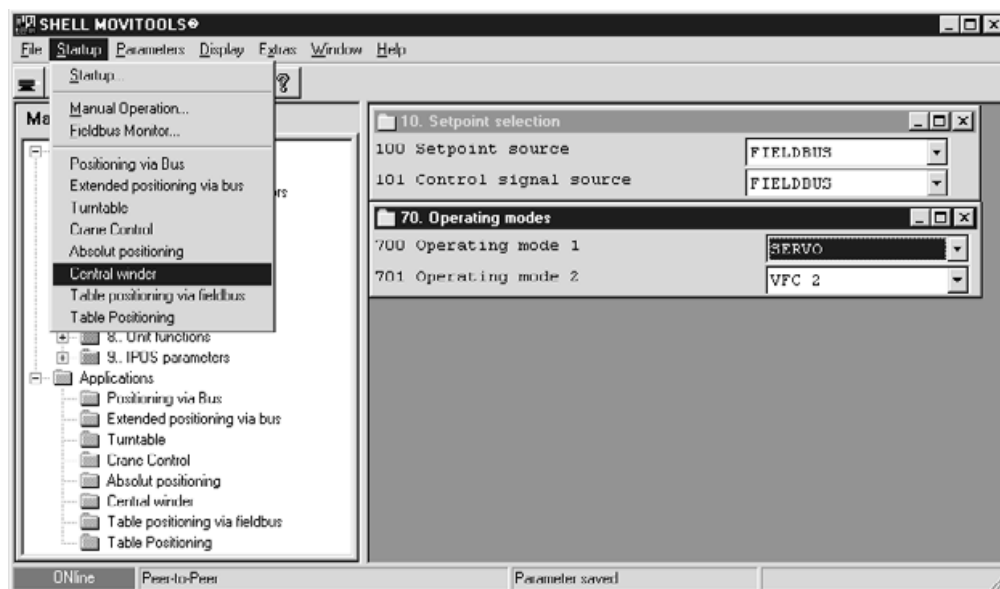 SHELL MOVITOOLS®
File Startup Parameters Display Extras Window Help
Startup...
Manual Operation...
Fieldbus Monitor...
Positioning via Bus
Extended positioning via bus
Turntable
Crane Control
Absolut positioning
Central winder
Table positioning via fieldbus
Table Positioning
Ma
rs
8.. Unit functions
9.. IPOS parameters
Applications
Positioning via Bus
Extended positioning via bus
Turntable
Crane Control
Absolut positioning
Central winder
Table positioning via fieldbus
Table Positioning
10. Setpoint selection
100 Setpoint source FIELDBUS
101 Control signal source FIELDBUS
70. Operating modes
700 Operating mode 1 SERVO
701 Operating mode 2 VFC 2
ONline Peer-to-Peer Parameter saved